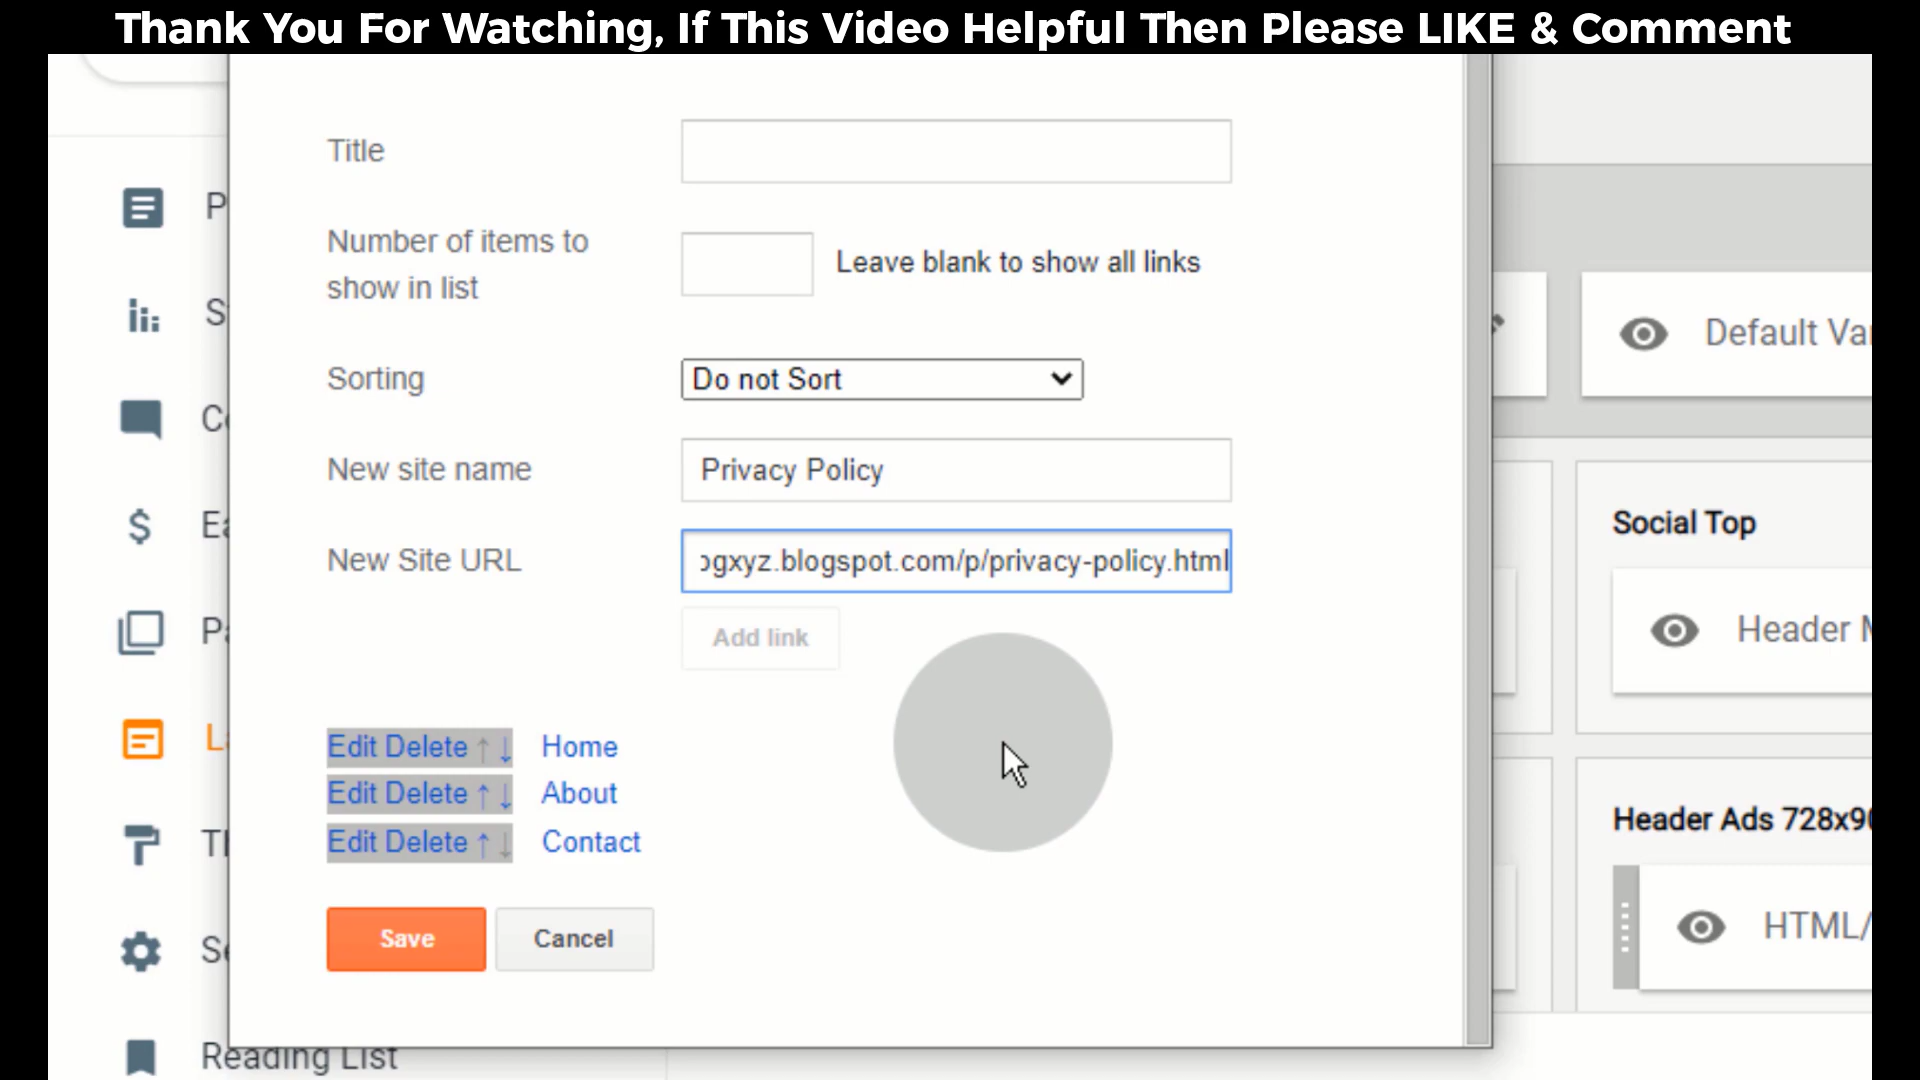 Thank You For Watching, If This Video Helpful Then Please LIKE & Comment
Title
Number of items to
show in list
Leave blank to show all links
Sorting
Do not Sort
New site name
Privacy Policy
New Site URL
ogxyz.blogspot.com/p/privacy-policy.html
Add link
Edit Delete ↑ ↓ Home
Edit Delete ↑ ↓ About
Edit Delete ↑ ↓ Contact
Save
Cancel
Reading List
Default
Social Top
Header
Header Ads 728x90
HTML/